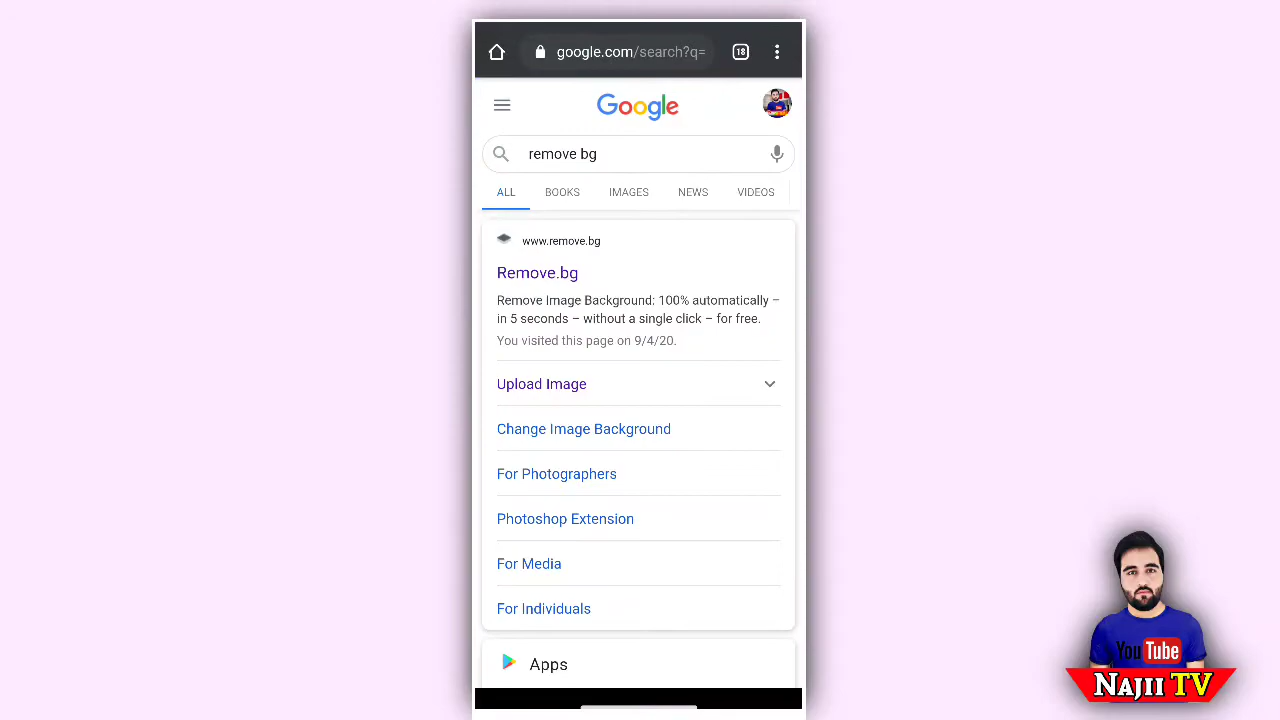 google.com/search?q=
18
Google
remove bg
ALL BOOKS IMAGES NEWS VIDEOS
www.remove.bg
Remove.bg
Remove Image Background: 100% automatically –
in 5 seconds – without a single click – for free.
You visited this page on 9/4/20.
Upload Image
Change Image Background
For Photographers
Photoshop Extension
For Media
For Individuals
Apps
YouTube
NAJII TV